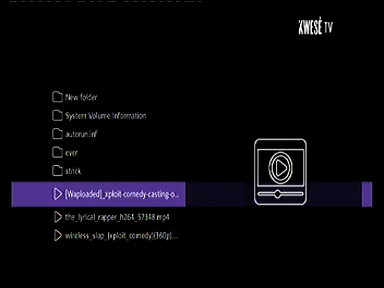 KWESÉ TV
New folder
System Volume Information
autorun.inf
ever
strick
[Waploaded]_xploit-comedy-casting-o...
the_lyrical_rapper_h264_57348.mp4
wireless_slap_(xploit_comedy)(360p)...